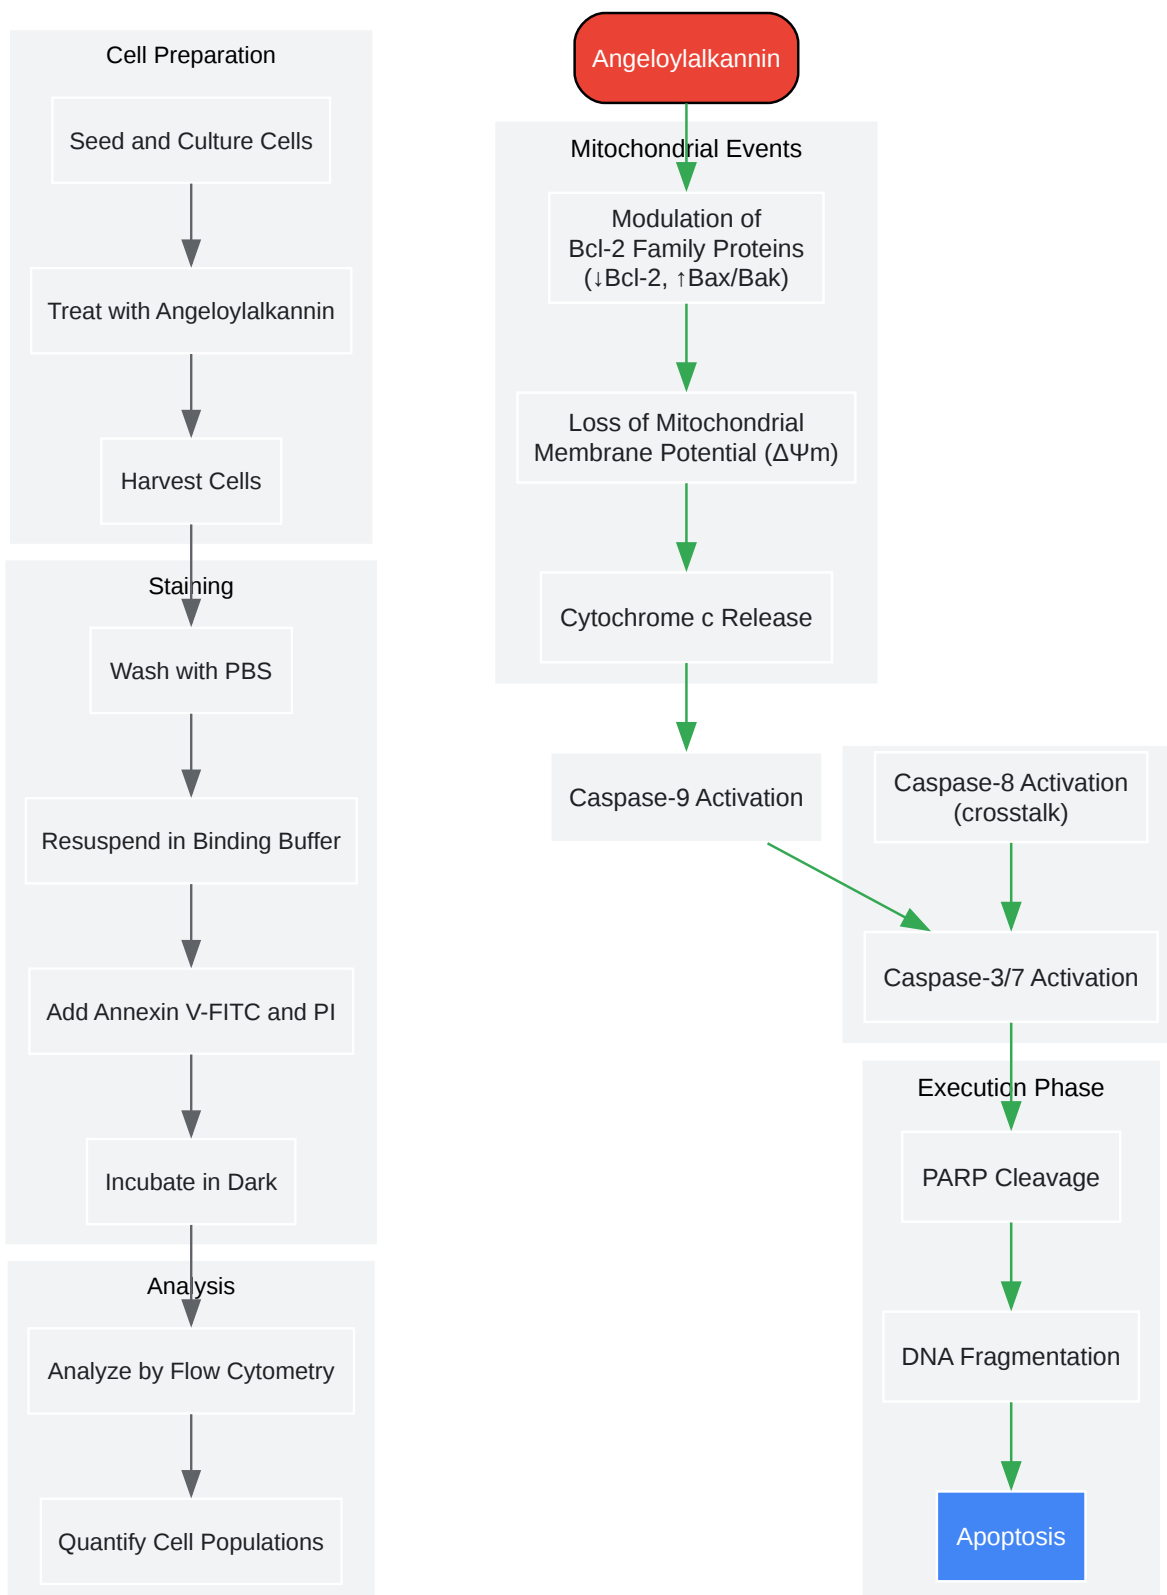 Cell Preparation
Seed and Culture Cells
Treat with Angeloylalkannin
Harvest Cells
Staining
Wash with PBS
Resuspend in Binding Buffer
Add Annexin V-FITC and PI
Incubate in Dark
Analysis
Analyze by Flow Cytometry
Quantify Cell Populations
Angeloylalkannin
Mitochondrial Events
Modulation of
Bcl-2 Family Proteins
(↓Bcl-2, ↑Bax/Bak)
Loss of Mitochondrial
Membrane Potential (ΔΨm)
Cytochrome c Release
Caspase-9 Activation
Caspase-8 Activation
(crosstalk)
Caspase-3/7 Activation
Execution Phase
PARP Cleavage
DNA Fragmentation
Apoptosis